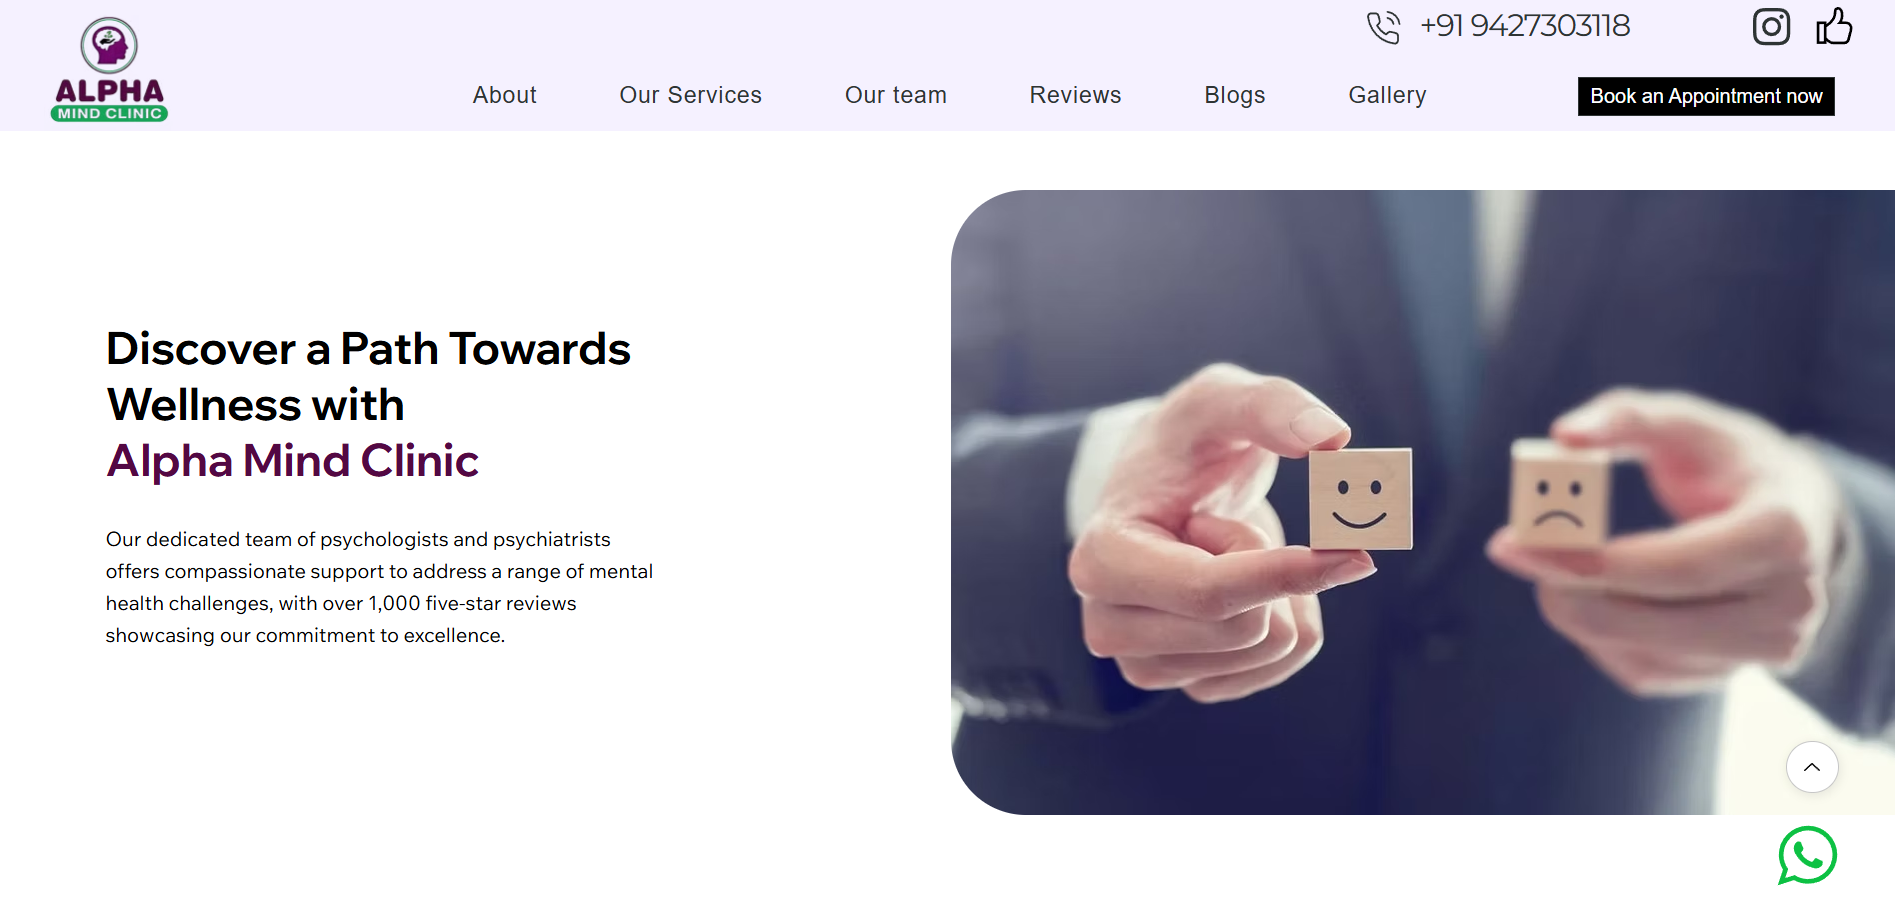 +91 9427303118
ALPHA
MIND CLINIC
About
Our Services
Our team
Reviews
Blogs
Gallery
Book an Appointment now
Discover a Path Towards
Wellness with
Alpha Mind Clinic
Our dedicated team of psychologists and psychiatrists
offers compassionate support to address a range of mental
health challenges, with over 1,000 five-star reviews
showcasing our commitment to excellence.